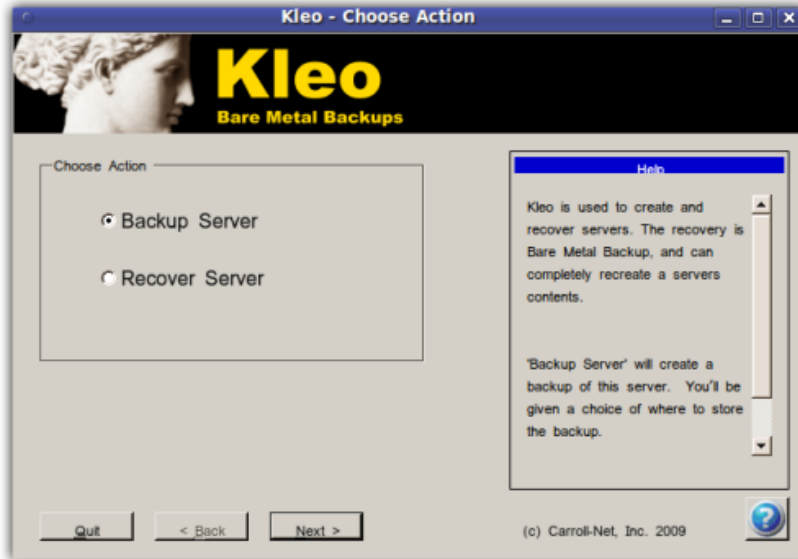 Kleo - Choose Action
Kleo
Bare Metal Backups
Choose Action
Backup Server
Recover Server
Help
Kleo is used to create and
recover servers. The recovery is
Bare Metal Backup, and can
completely recreate a servers
contents.
'Backup Server' will create a
backup of this server. You'll be
given a choice of where to store
the backup.
Quit
< Back
Next >
(c) Carroll-Net, Inc. 2009
?